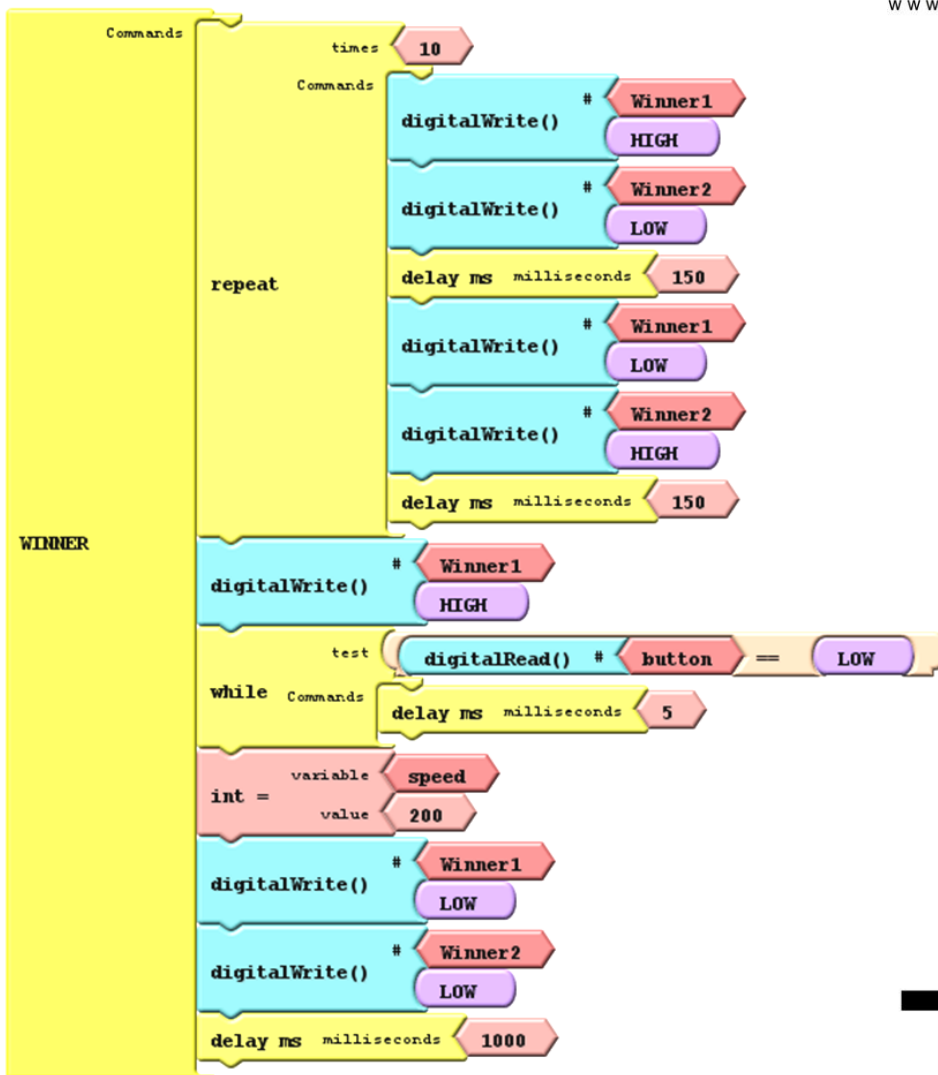 w w w
Commands
times 10
Commands
# Winner1
digitalWrite()
HIGH
# Winner2
digitalWrite()
LOW
delay ms milliseconds 150
repeat
# Winner1
digitalWrite()
LOW
# Winner2
digitalWrite()
HIGH
delay ms milliseconds 150
WINNER
# Winner1
digitalWrite()
HIGH
test digitalRead() # button == LOW
while Commands
delay ms milliseconds 5
variable speed
int =
value 200
# Winner1
digitalWrite()
LOW
# Winner2
digitalWrite()
LOW
delay ms milliseconds 1000